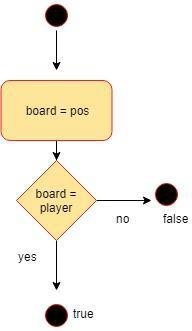 board = pos
board =
player
no
false
yes
true